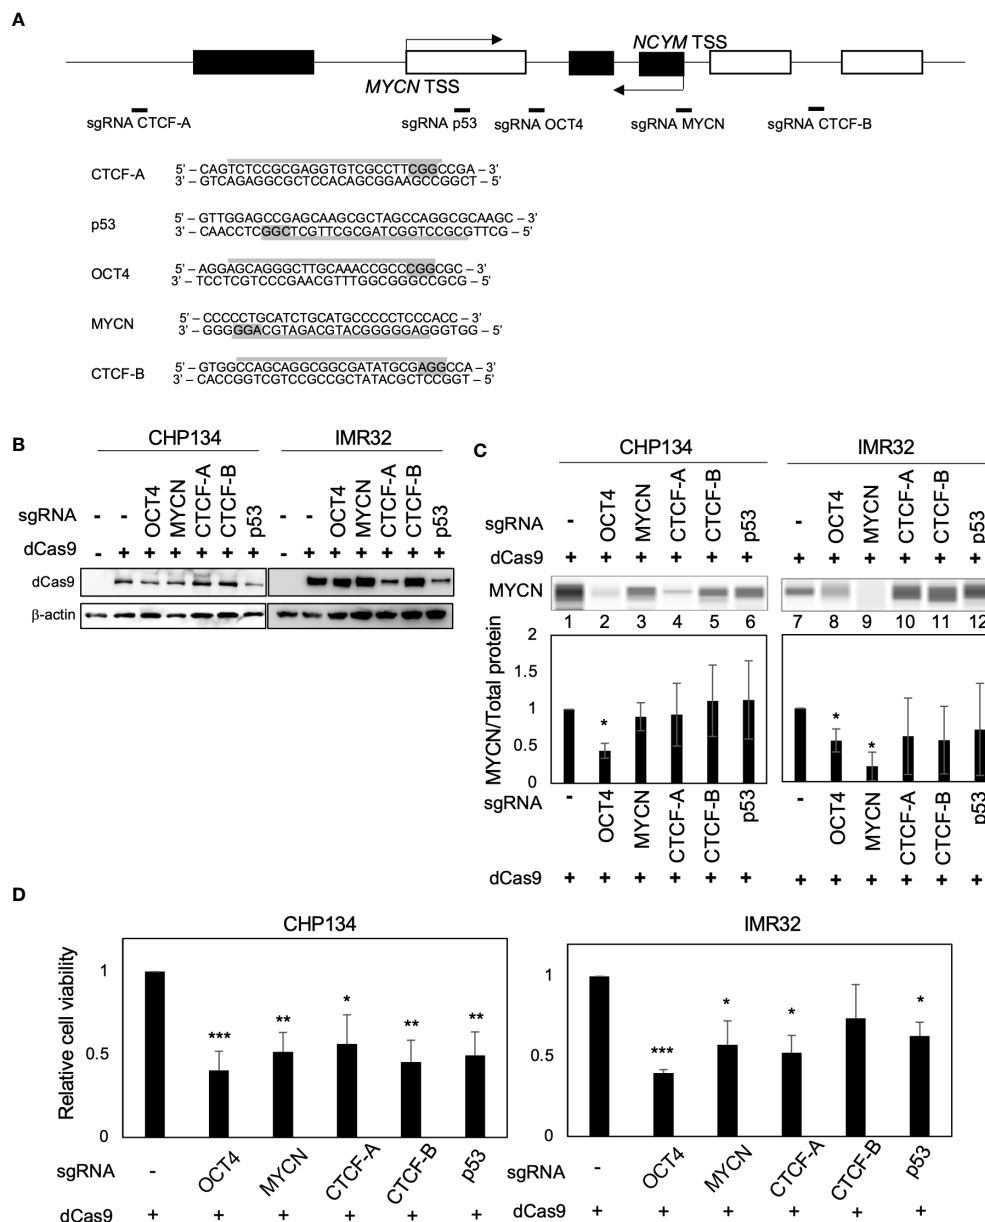 A
NCYM TSS
MYCN TSS
sgRNA CTCF-A
sgRNA p53
sgRNA OCT4
sgRNA MYCN
sgRNA CTCF-B
CTCF-A
5' – CAGTCTCCGCGAGGTGTCGCCTTCGGCCGA – 3'
3' – GTCAGAGGCGCTCCACAGCGGAAGCCGGCT – 5'
p53
5' – GTTGGAGCCGAGCAAGCGCTAGCCAGGCGCAAGC – 3'
3' – CAACCTCGGCTCGTTCGCGATCGGTCCGCGTTCG – 5'
OCT4
5' – AGGAGCAGGGCTTGCAAACCGCCCGGCGC – 3'
3' – TCCTCGTCCCGAACGTTTGGCGGGCCGCG – 5'
MYCN
5' – CCCCCTGCATCTGCATGCCCCCTCCCACC – 3'
3' – GGGGGACGTAGACGTACGGGGGAGGGTGG – 5'
CTCF-B
5' – GTGGCCAGCAGGCGGCGATATGCGAGGCCA – 3'
3' – CACCGGTCGTCCGCCGCTATACGCTCCGGT – 5'
B
CHP134
IMR32
sgRNA - - OCT4 MYCN CTCF-A CTCF-B p53 - - OCT4 MYCN CTCF-A CTCF-B p53
dCas9 - + + + + + + - + + + + + +
dCas9
β-actin
C
CHP134
IMR32
sgRNA - OCT4 MYCN CTCF-A CTCF-B p53 - OCT4 MYCN CTCF-A CTCF-B p53
dCas9 + + + + + + + + + + + +
MYCN
1 2 3 4 5 6 7 8 9 10 11 12
MYCN/Total protein
2
1.5
1
0.5
0
*
*
*
sgRNA - OCT4 MYCN CTCF-A CTCF-B p53 - OCT4 MYCN CTCF-A CTCF-B p53
dCas9 + + + + + + + + + + + +
D
CHP134
Relative cell viability
1
0.5
0
*** ** * ** **
sgRNA - OCT4 MYCN CTCF-A CTCF-B p53
dCas9 + + + + + +
IMR32
1
0.5
0
*** * * *
- OCT4 MYCN CTCF-A CTCF-B p53
+ + + + + +